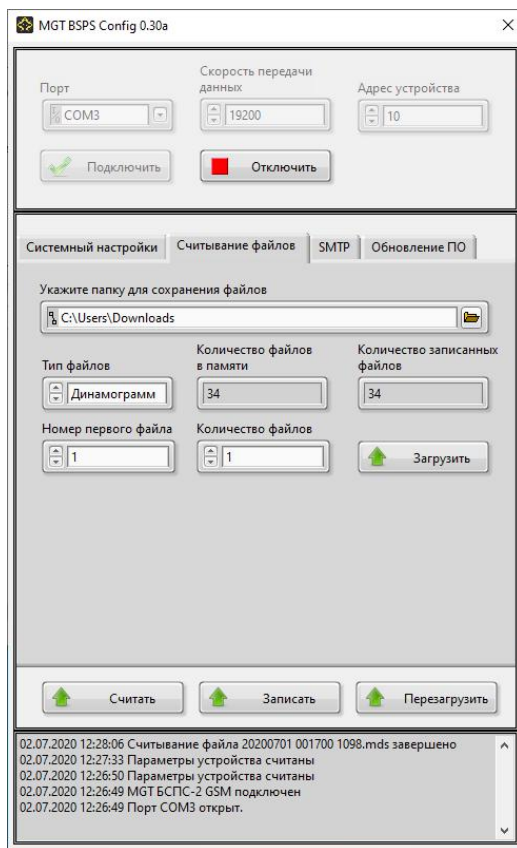 MGT BSPS Config 0.30a
Порт
Скорость передачи
данных
Адрес устройства
COM3
19200
10
Подключить
Отключить
Системный настройки
Считывание файлов
SMTP
Обновление ПО
Укажите папку для сохранения файлов
C:\Users\Downloads
Тип файлов
Количество файлов
в памяти
Количество записанных
файлов
Динамограмм
34
34
Номер первого файла
Количество файлов
1
1
Загрузить
Считать
Записать
Перезагрузить
02.07.2020 12:28:06 Считывание файла 20200701 001700 1098.mds завершено
02.07.2020 12:27:33 Параметры устройства считаны
02.07.2020 12:26:50 Параметры устройства считаны
02.07.2020 12:26:49 MGT БСПС-2 GSM подключен
02.07.2020 12:26:49 Порт COM3 открыт.